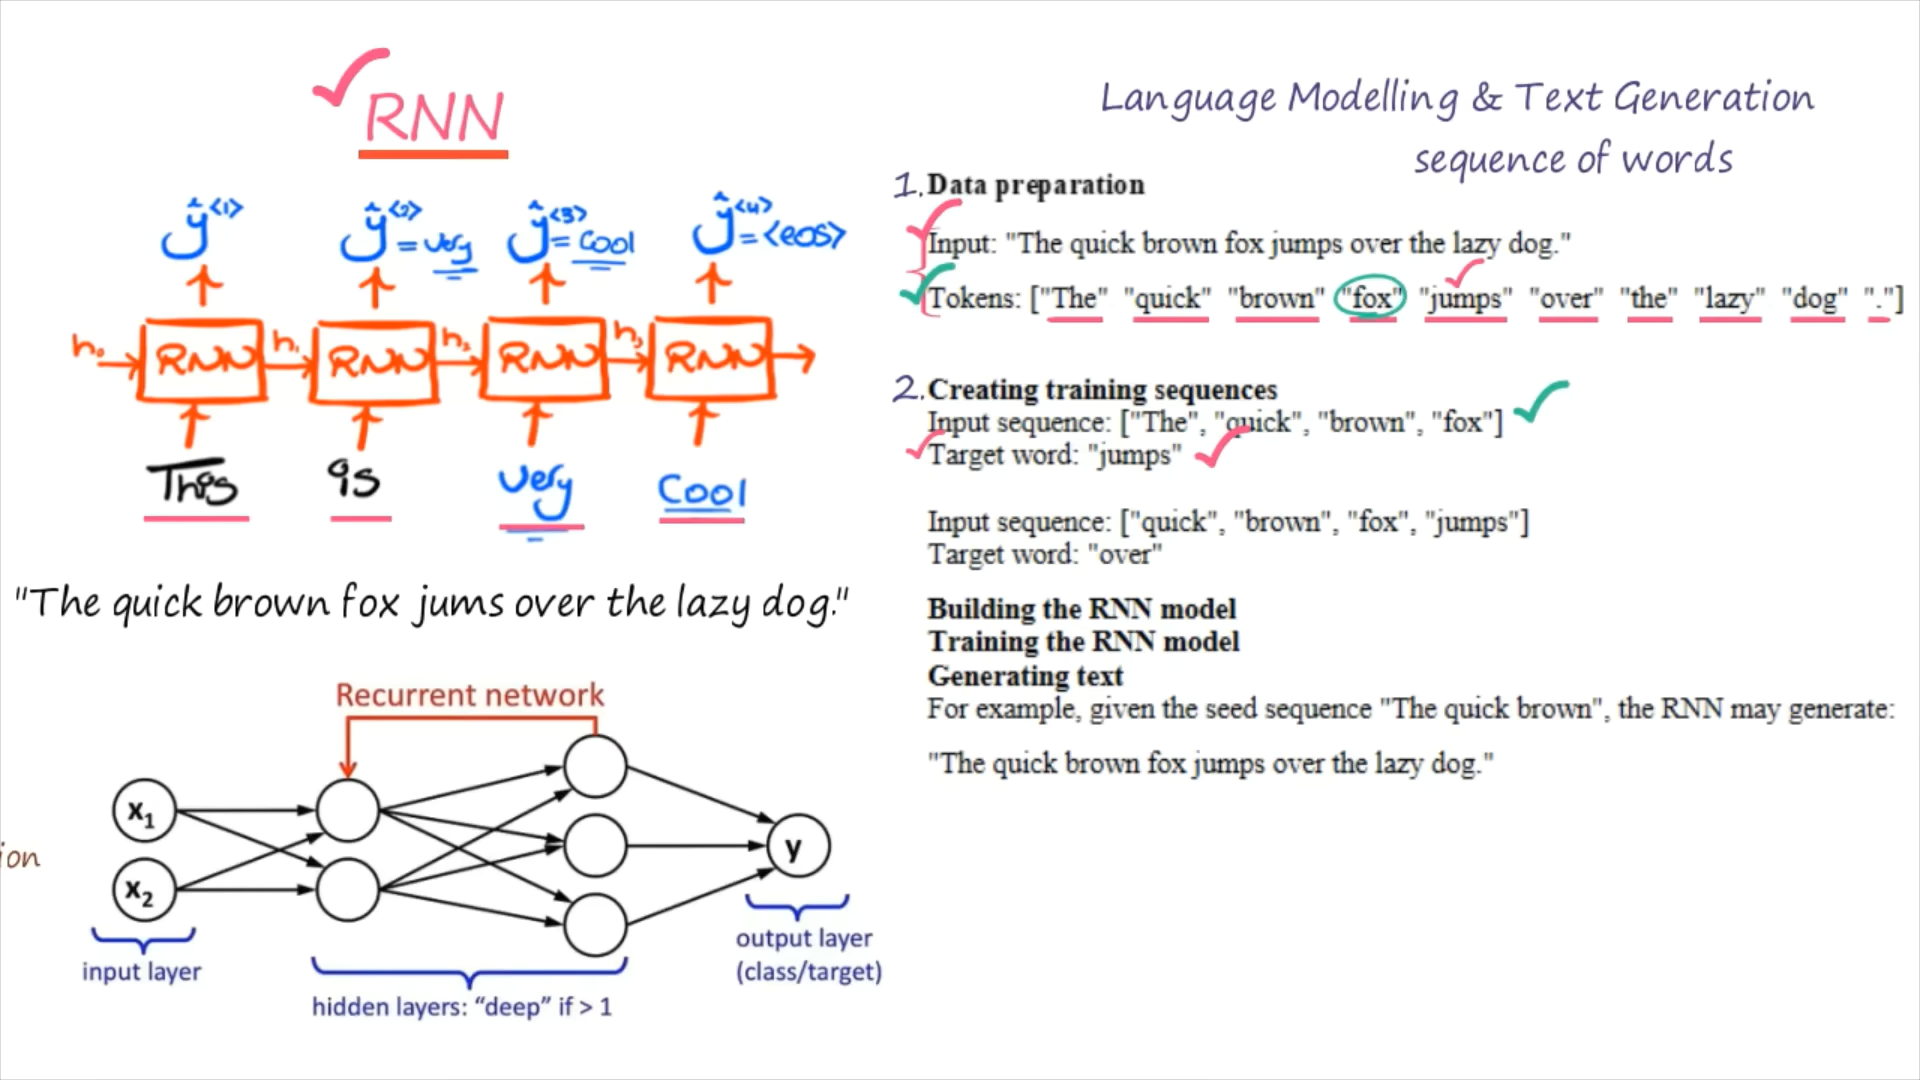 RNN
ŷ<1>
ŷ<2> = very
ŷ<3> = cool
ŷ<4> = <eos>
h₀ RNN h₁ RNN h₂ RNN h₃ RNN
This is very Cool
"The quick brown fox jums over the lazy dog."
Recurrent network
x₁
x₂
y
ion
input layer
hidden layers: “deep” if > 1
output layer
(class/target)
Language Modelling & Text Generation
sequence of words
1. Data preparation
Input: "The quick brown fox jumps over the lazy dog."
Tokens: ["The" "quick" "brown" "fox" "jumps" "over" "the" "lazy" "dog" "."]
2. Creating training sequences
Input sequence: ["The", "quick", "brown", "fox"]
Target word: "jumps"
Input sequence: ["quick", "brown", "fox", "jumps"]
Target word: "over"
Building the RNN model
Training the RNN model
Generating text
For example, given the seed sequence "The quick brown", the RNN may generate:
"The quick brown fox jumps over the lazy dog."